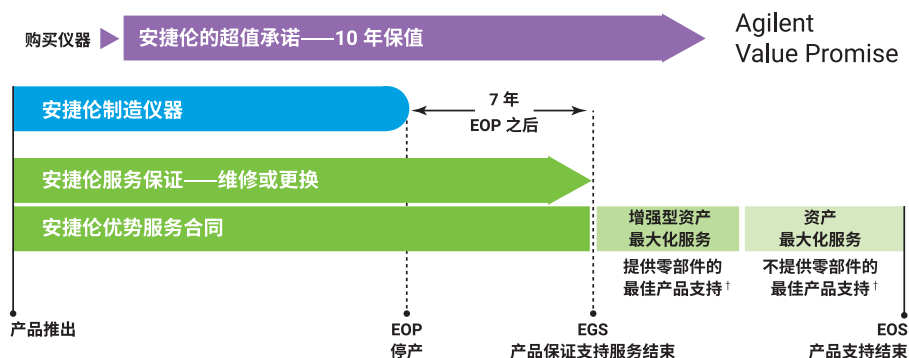 购买仪器
安捷伦的超值承诺——10 年保值
Agilent
Value Promise
安捷伦制造仪器
7 年
EOP 之后
安捷伦服务保证——维修或更换
安捷伦优势服务合同
增强型资产
最大化服务
资产
最大化服务
提供零部件的
最佳产品支持†
不提供零部件的
最佳产品支持†
产品推出
EOP
停产
EGS
产品保证支持服务结束
EOS
产品支持结束